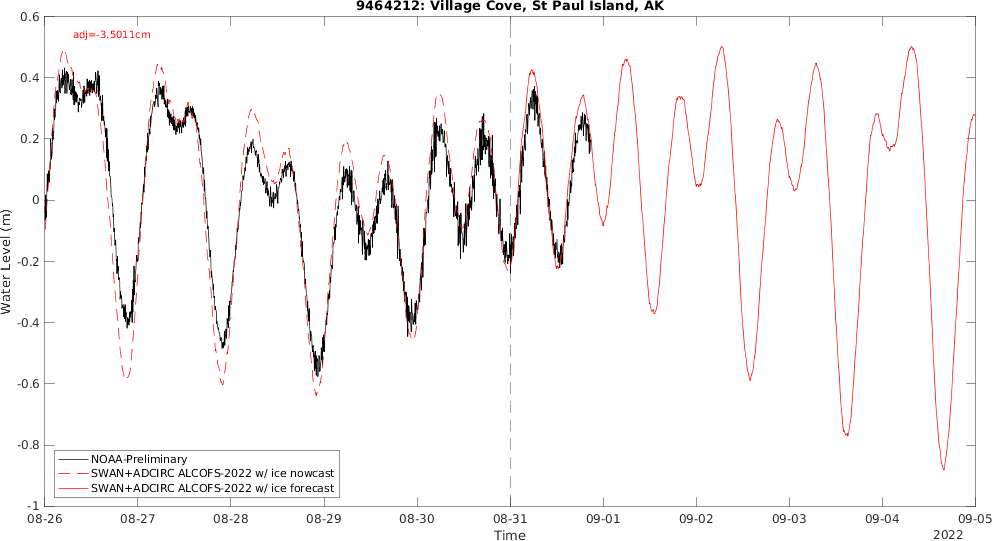 9464212: Village Cove, St Paul Island, AK
adj=-3.5011cm
Water Level (m)
0.6
0.4
0.2
0
-0.2
-0.4
-0.6
-0.8
-1
NOAA-Preliminary
SWAN+ADCIRC ALCOFS-2022 w/ ice nowcast
SWAN+ADCIRC ALCOFS-2022 w/ ice forecast
08-26 08-27 08-28 08-29 08-30 08-31 09-01 09-02 09-03 09-04 09-05
Time
2022